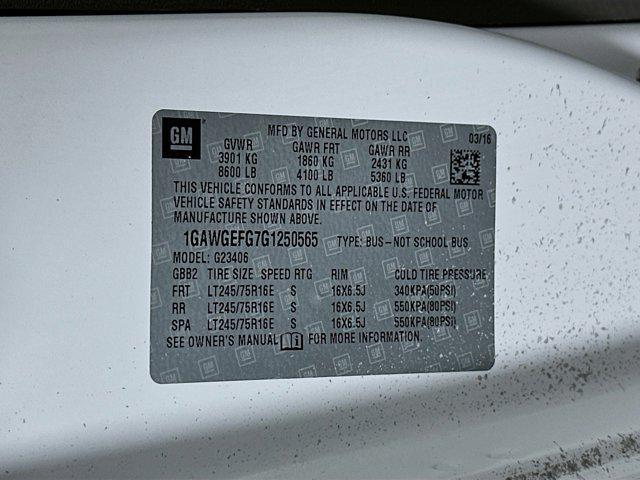 GM
MFD BY GENERAL MOTORS LLC 03/16
GVWR GAWR FRT GAWR RR
3901 KG 1860 KG 2431 KG
8600 LB 4100 LB 5360 LB
THIS VEHICLE CONFORMS TO ALL APPLICABLE U.S. FEDERAL MOTOR
VEHICLE SAFETY STANDARDS IN EFFECT ON THE DATE OF
MANUFACTURE SHOWN ABOVE.
1GAWGEFG7G1250565 TYPE: BUS-NOT SCHOOL BUS
MODEL: G23406
GBB2 TIRE SIZE SPEED RTG RIM COLD TIRE PRESSURE
FRT LT245/75R16E S 16X6.5J 340KPA(50PSI)
RR LT245/75R16E S 16X6.5J 550KPA(80PSI)
SPA LT245/75R16E S 16X6.5J 550KPA(80PSI)
SEE OWNER'S MANUAL FOR MORE INFORMATION.